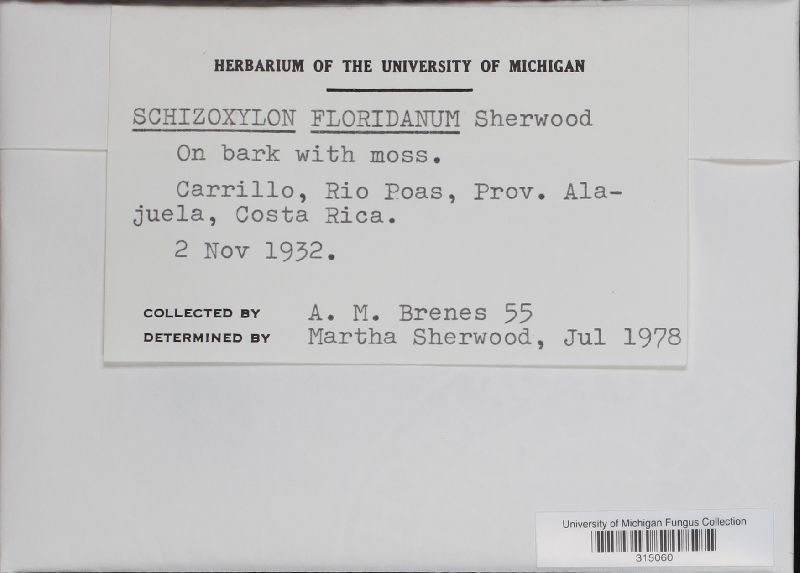 HERBARIUM OF THE UNIVERSITY OF MICHIGAN
SCHIZOXYLON FLORIDANUM Sherwood
On bark with moss.
Carrillo, Rio Poas, Prov. Ala-
juela, Costa Rica.
2 Nov 1932.
COLLECTED BY A. M. Brenes 55
DETERMINED BY Martha Sherwood, Jul 1978
University of Michigan Fungus Collection
315060